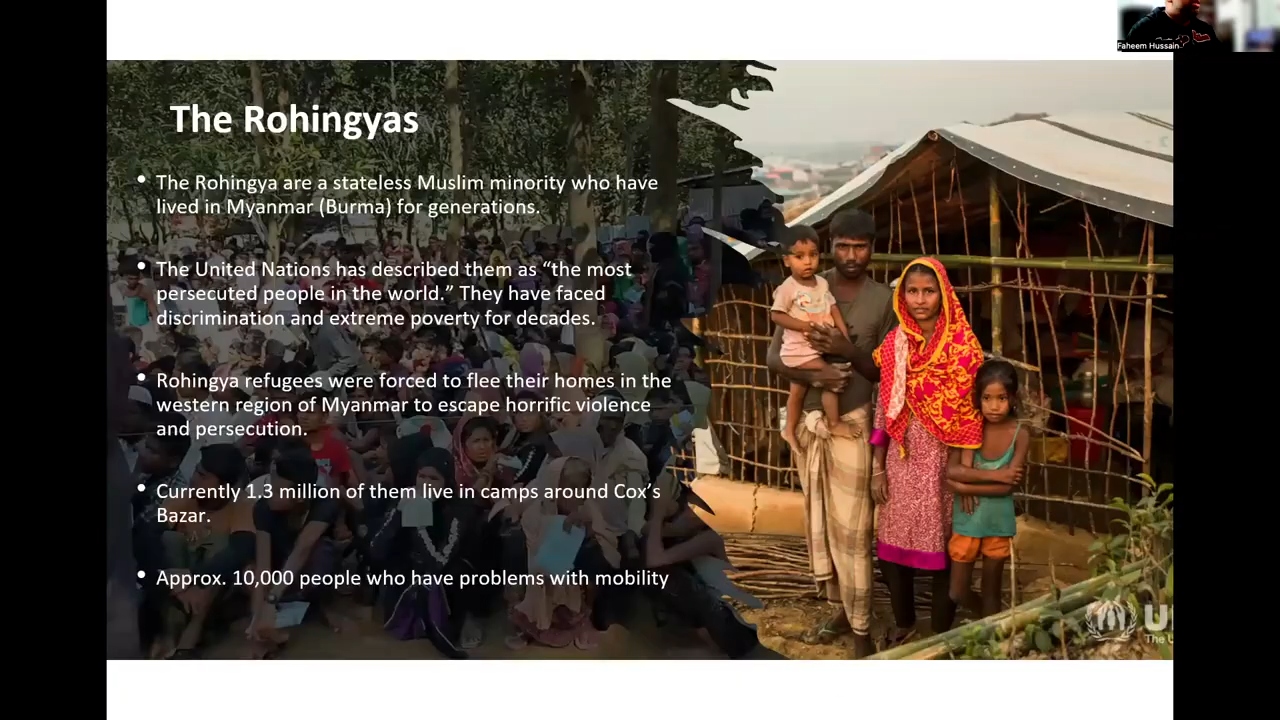 Faheem Hussain
The Rohingyas
• The Rohingya are a stateless Muslim minority who have
lived in Myanmar (Burma) for generations.
• The United Nations has described them as “the most
persecuted people in the world.” They have faced
discrimination and extreme poverty for decades.
• Rohingya refugees were forced to flee their homes in the
western region of Myanmar to escape horrific violence
and persecution.
• Currently 1.3 million of them live in camps around Cox’s
Bazar.
• Approx. 10,000 people who have problems with mobility
U
The U